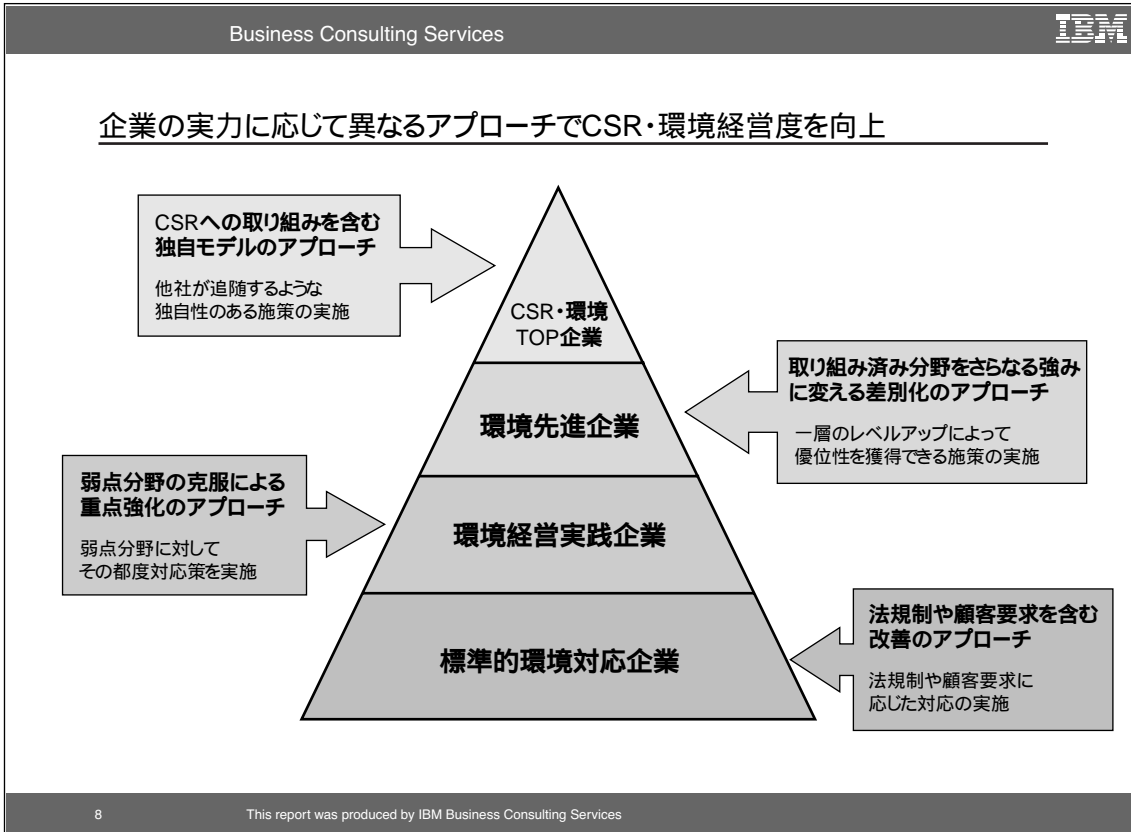 Business Consulting Services
IBM
企業の実力に応じて異なるアプローチでCSR・環境経営度を向上
CSRへの取り組みを含む
独自モデルのアプローチ
他社が追随するような
独自性のある施策の実施
CSR・環境
TOP企業
取り組み済み分野をさらなる強み
に変える差別化のアプローチ
一層のレベルアップによって
優位性を獲得できる施策の実施
環境先進企業
弱点分野の克服による
重点強化のアプローチ
弱点分野に対して
その都度対応策を実施
環境経営実践企業
法規制や顧客要求を含む
改善のアプローチ
法規制や顧客要求に
応じた対応の実施
標準的環境対応企業
8
This report was produced by IBM Business Consulting Services